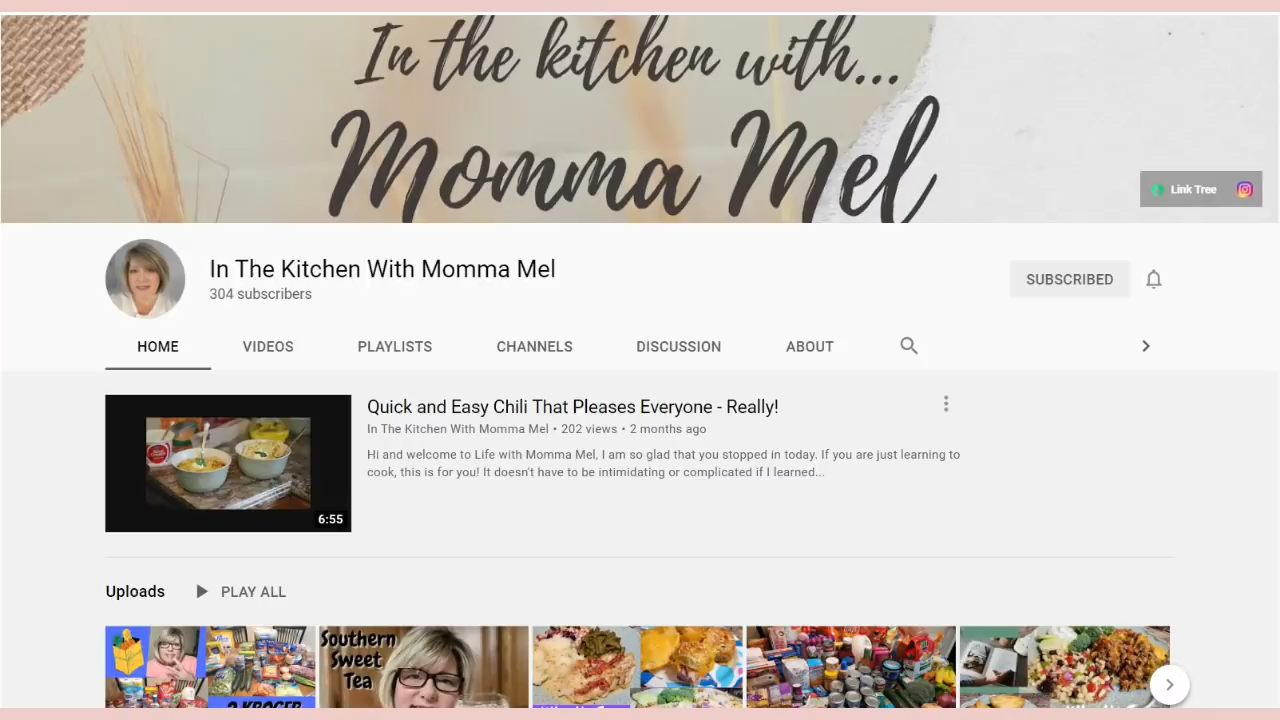 In the kitchen with...
Momma Mel
Link Tree
In The Kitchen With Momma Mel
304 subscribers
SUBSCRIBED
HOME
VIDEOS
PLAYLISTS
CHANNELS
DISCUSSION
ABOUT
Quick and Easy Chili That Pleases Everyone - Really!
In The Kitchen With Momma Mel • 202 views • 2 months ago
Hi and welcome to Life with Momma Mel, I am so glad that you stopped in today. If you are just learning to
cook, this is for you! It doesn't have to be intimidating or complicated if I learned...
6:55
Uploads
PLAY ALL
Southern
Sweet
Tea
2 KROGER